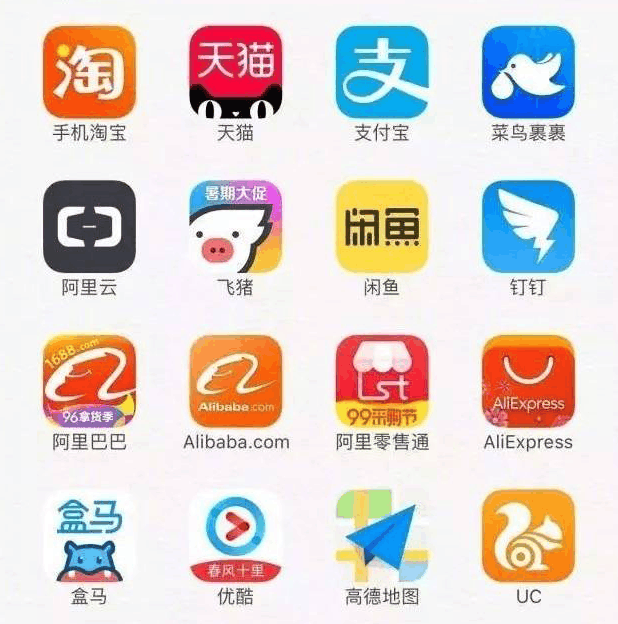 淘
天猫
支
手机淘宝
天猫
支付宝
菜鸟裹裹
暑期大促
闲鱼
阿里云
飞猪
闲鱼
钉钉
1688.com
96拿货季
Alibaba.com
Lst
99采购节
AliExpress
阿里巴巴
Alibaba.com
阿里零售通
AliExpress
盒马
春风十里
盒马
优酷
高德地图
UC